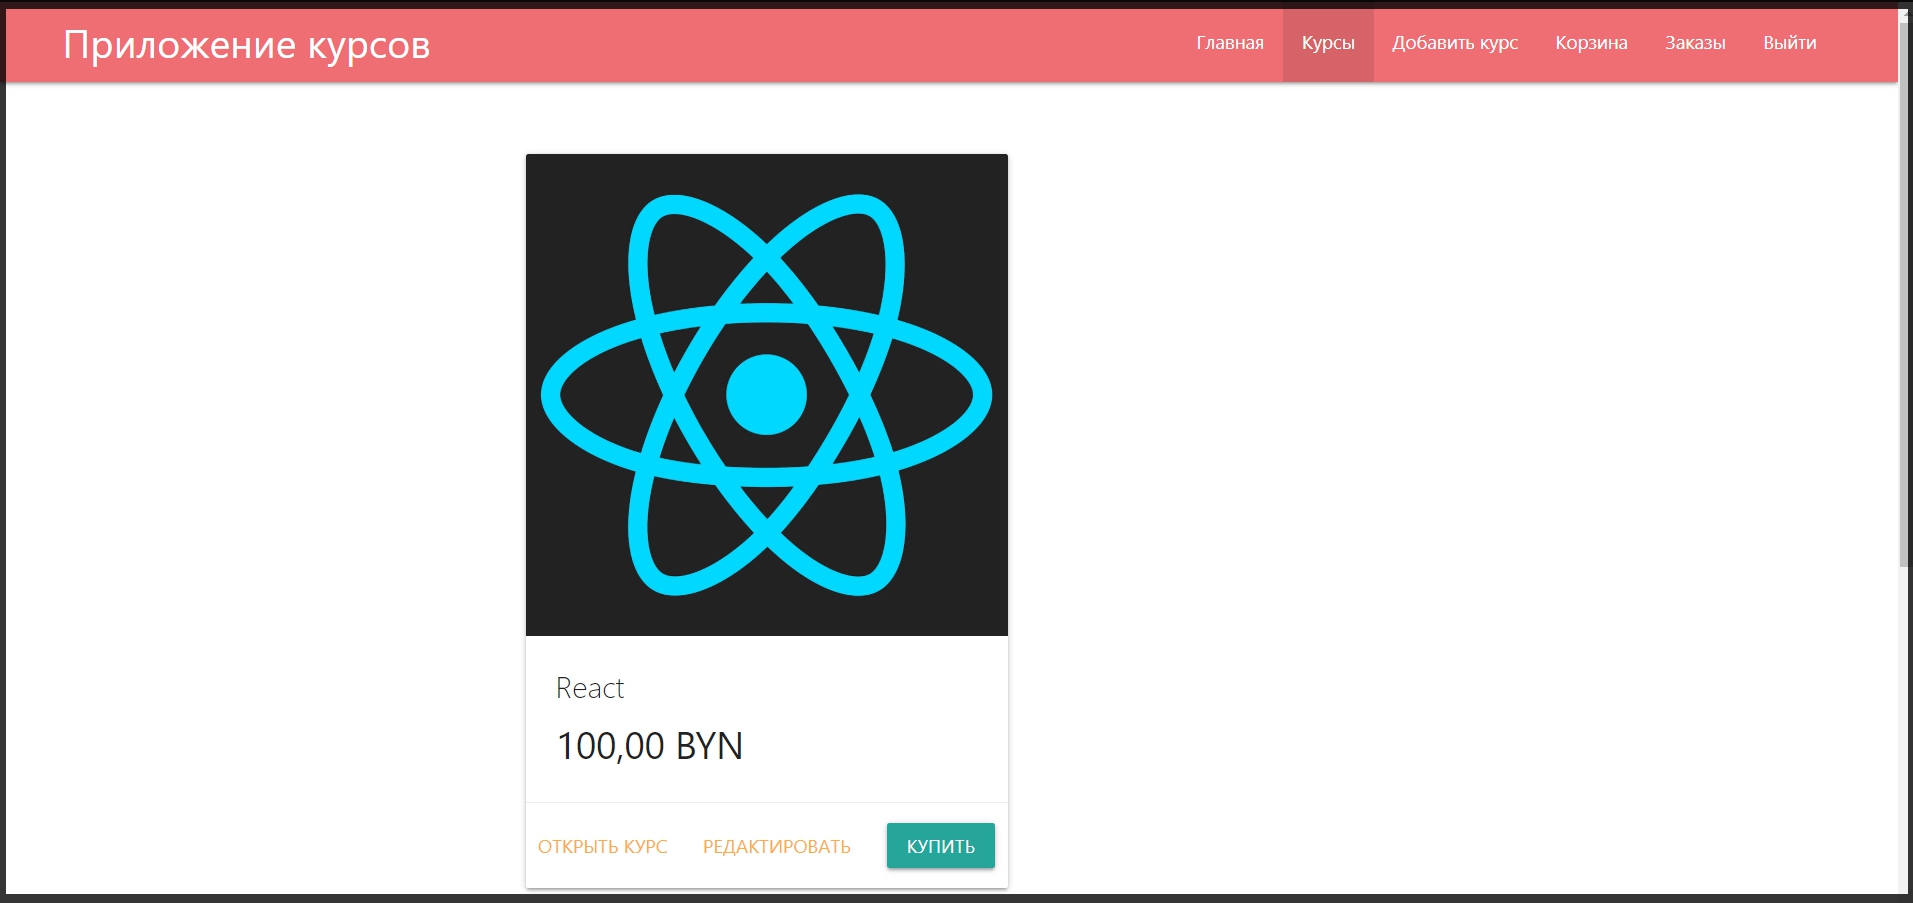 Приложение курсов
Главная Курсы Добавить курс Корзина Заказы Выйти
React
100,00 BYN
ОТКРЫТЬ КУРС РЕДАКТИРОВАТЬ КУПИТЬ